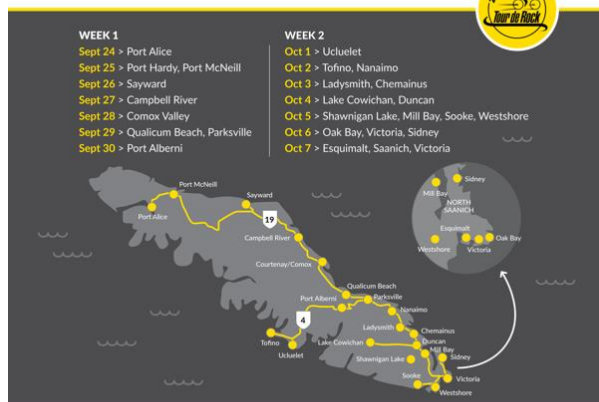 Tour de Rock
WEEK 1
Sept 24 > Port Alice
Sept 25 > Port Hardy, Port McNeill
Sept 26 > Sayward
Sept 27 > Campbell River
Sept 28 > Comox Valley
Sept 29 > Qualicum Beach, Parksville
Sept 30 > Port Alberni
WEEK 2
Oct 1 > Ucluelet
Oct 2 > Tofino, Nanaimo
Oct 3 > Ladysmith, Chemainus
Oct 4 > Lake Cowichan, Duncan
Oct 5 > Shawnigan Lake, Mill Bay, Sooke, Westshore
Oct 6 > Oak Bay, Victoria, Sidney
Oct 7 > Esquimalt, Saanich, Victoria
Port McNeill
Port Alice
Sayward
19
Campbell River
Courtenay/Comox
Qualicum Beach
Port Alberni
Parksville
Nanaimo
4
Ladysmith
Chemainus
Tofino
Ucluelet
Lake Cowichan
Duncan
Mill Bay
Shawnigan Lake
Sidney
Sooke
Victoria
Westshore
Sidney
Mill Bay
NORTH
SAANICH
Esquimalt
Oak Bay
Westshore
Victoria